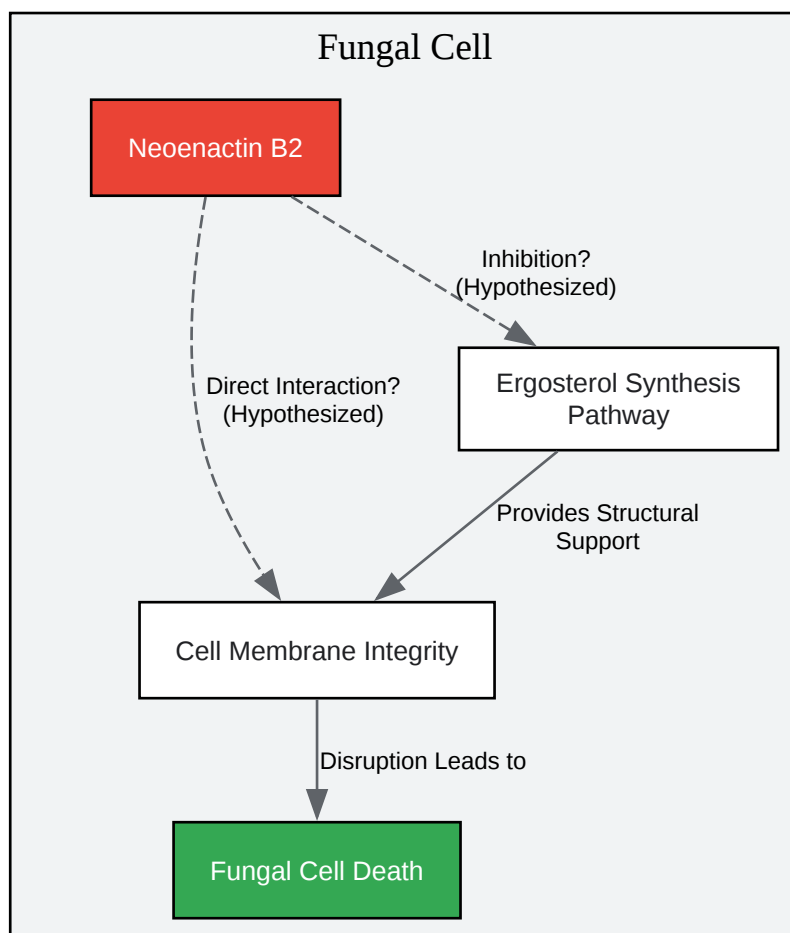 Fungal Cell
Neoenactin B2
Inhibition?
(Hypothesized)
Ergosterol Synthesis
Pathway
Direct Interaction?
(Hypothesized)
Provides Structural
Support
Cell Membrane Integrity
Disruption Leads to
Fungal Cell Death